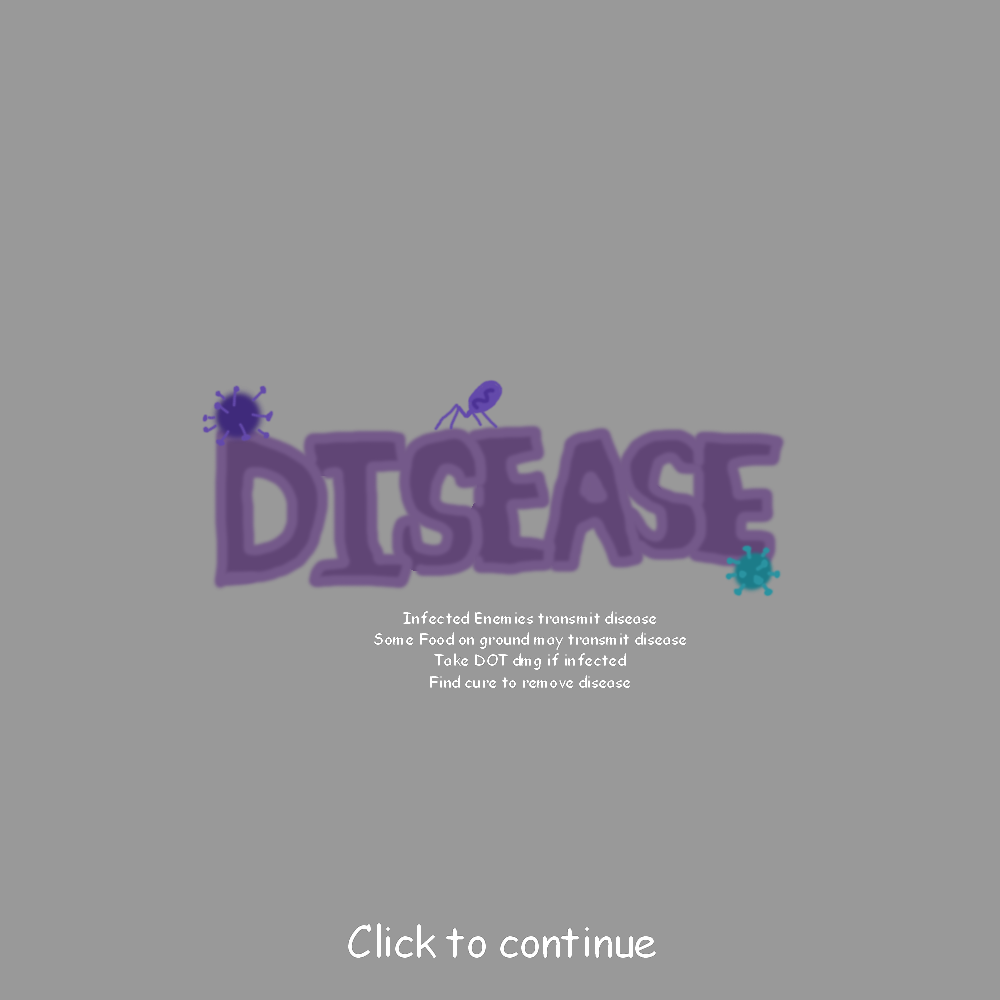 DISEASE
Infected Enemies transmit disease
Some Food on ground may transmit disease
Take DOT dmg if infected
Find cure to remove disease
Click to continue